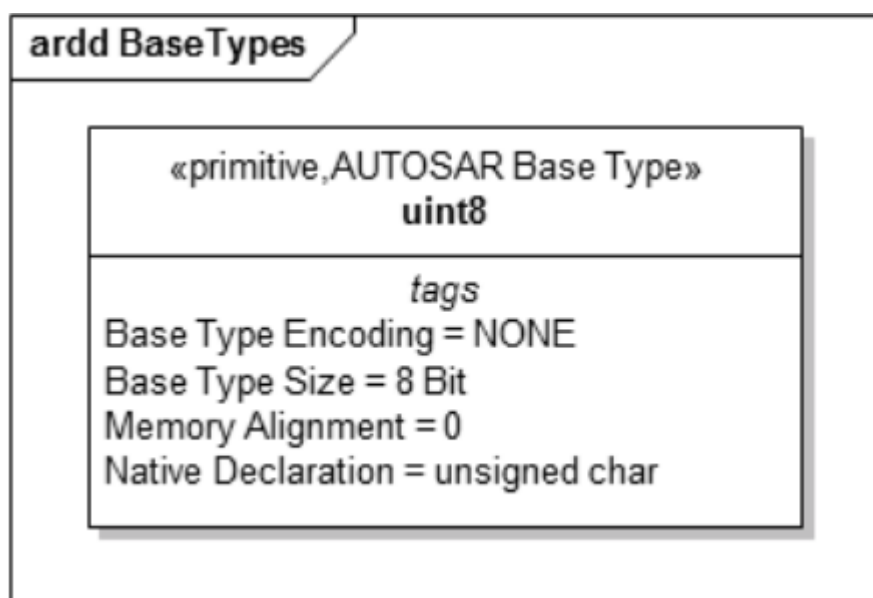 ardd BaseTypes
«primitive,AUTOSAR Base Type»
uint8
tags
Base Type Encoding = NONE
Base Type Size = 8 Bit
Memory Alignment = 0
Native Declaration = unsigned char